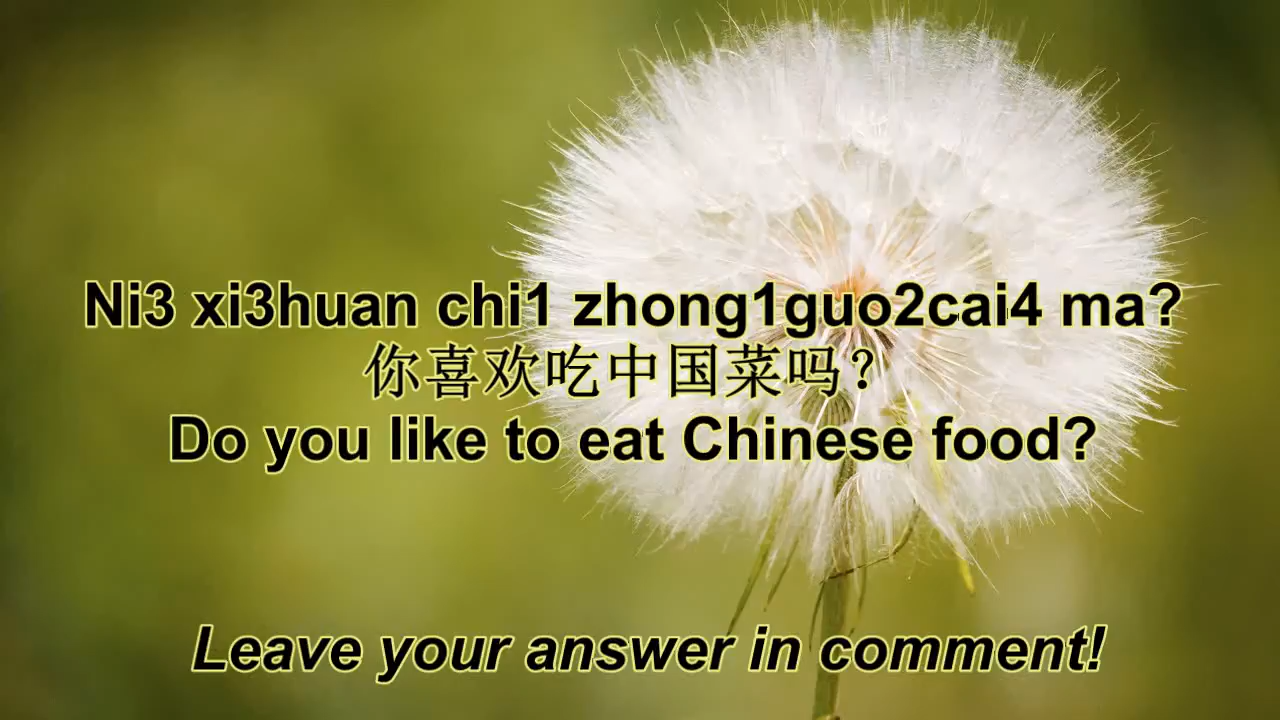 Ni3 xi3huan chi1 zhong1guo2cai4 ma?
你喜欢吃中国菜吗？
Do you like to eat Chinese food?
Leave your answer in comment!